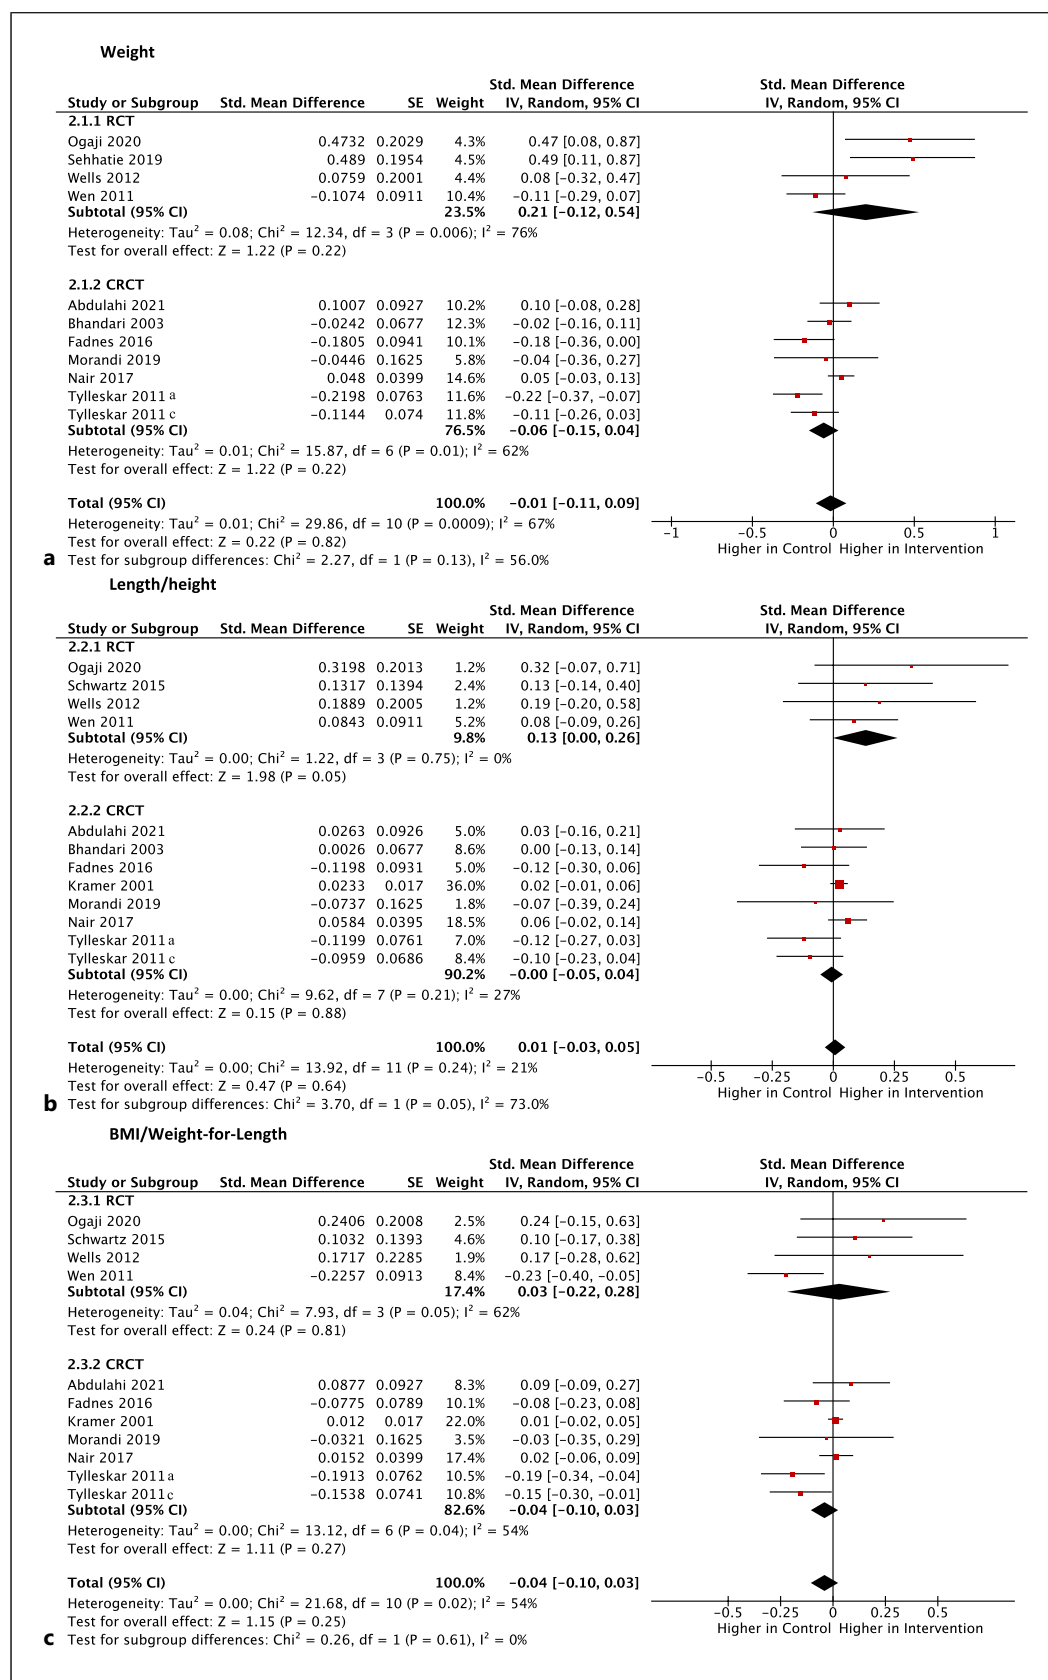 Weight
Std. Mean Difference Std. Mean Difference
Study or Subgroup Std. Mean Difference SE Weight IV, Random, 95% CI IV, Random, 95% CI
2.1.1 RCT
Ogaji 2020 0.4732 0.2029 4.3% 0.47 [0.08, 0.87]
Sehhatie 2019 0.489 0.1954 4.5% 0.49 [0.11, 0.87]
Wells 2012 0.0759 0.2001 4.4% 0.08 [−0.32, 0.47]
Wen 2011 −0.1074 0.0911 10.4% −0.11 [−0.29, 0.07]
Subtotal (95% CI) 23.5% 0.21 [−0.12, 0.54]
Heterogeneity: Tau² = 0.08; Chi² = 12.34, df = 3 (P = 0.006); I² = 76%
Test for overall effect: Z = 1.22 (P = 0.22)
2.1.2 CRCT
Abdulahi 2021 0.1007 0.0927 10.2% 0.10 [−0.08, 0.28]
Bhandari 2003 −0.0242 0.0677 12.3% −0.02 [−0.16, 0.11]
Fadnes 2016 −0.1805 0.0941 10.1% −0.18 [−0.36, 0.00]
Morandi 2019 −0.0446 0.1625 5.8% −0.04 [−0.36, 0.27]
Nair 2017 0.048 0.0399 14.6% 0.05 [−0.03, 0.13]
Tylleskar 2011 a −0.2198 0.0763 11.6% −0.22 [−0.37, −0.07]
Tylleskar 2011 c −0.1144 0.074 11.8% −0.11 [−0.26, 0.03]
Subtotal (95% CI) 76.5% −0.06 [−0.15, 0.04]
Heterogeneity: Tau² = 0.01; Chi² = 15.87, df = 6 (P = 0.01); I² = 62%
Test for overall effect: Z = 1.22 (P = 0.22)
Total (95% CI) 100.0% −0.01 [−0.11, 0.09]
Heterogeneity: Tau² = 0.01; Chi² = 29.86, df = 10 (P = 0.0009); I² = 67%
Test for overall effect: Z = 0.22 (P = 0.82)
−1 −0.5 0 0.5 1
Higher in Control Higher in Intervention
a Test for subgroup differences: Chi² = 2.27, df = 1 (P = 0.13), I² = 56.0%
Length/height
Std. Mean Difference Std. Mean Difference
Study or Subgroup Std. Mean Difference SE Weight IV, Random, 95% CI IV, Random, 95% CI
2.2.1 RCT
Ogaji 2020 0.3198 0.2013 1.2% 0.32 [−0.07, 0.71]
Schwartz 2015 0.1317 0.1394 2.4% 0.13 [−0.14, 0.40]
Wells 2012 0.1889 0.2005 1.2% 0.19 [−0.20, 0.58]
Wen 2011 0.0843 0.0911 5.2% 0.08 [−0.09, 0.26]
Subtotal (95% CI) 9.8% 0.13 [0.00, 0.26]
Heterogeneity: Tau² = 0.00; Chi² = 1.22, df = 3 (P = 0.75); I² = 0%
Test for overall effect: Z = 1.98 (P = 0.05)
2.2.2 CRCT
Abdulahi 2021 0.0263 0.0926 5.0% 0.03 [−0.16, 0.21]
Bhandari 2003 0.0026 0.0677 8.6% 0.00 [−0.13, 0.14]
Fadnes 2016 −0.1198 0.0931 5.0% −0.12 [−0.30, 0.06]
Kramer 2001 0.0233 0.017 36.0% 0.02 [−0.01, 0.06]
Morandi 2019 −0.0737 0.1625 1.8% −0.07 [−0.39, 0.24]
Nair 2017 0.0584 0.0395 18.5% 0.06 [−0.02, 0.14]
Tylleskar 2011 a −0.1199 0.0761 7.0% −0.12 [−0.27, 0.03]
Tylleskar 2011 c −0.0959 0.0686 8.4% −0.10 [−0.23, 0.04]
Subtotal (95% CI) 90.2% −0.00 [−0.05, 0.04]
Heterogeneity: Tau² = 0.00; Chi² = 9.62, df = 7 (P = 0.21); I² = 27%
Test for overall effect: Z = 0.15 (P = 0.88)
Total (95% CI) 100.0% 0.01 [−0.03, 0.05]
Heterogeneity: Tau² = 0.00; Chi² = 13.92, df = 11 (P = 0.24); I² = 21%
Test for overall effect: Z = 0.47 (P = 0.64)
−0.5 −0.25 0 0.25 0.5
Higher in Control Higher in Intervention
b Test for subgroup differences: Chi² = 3.70, df = 1 (P = 0.05), I² = 73.0%
BMI/Weight-for-Length
Std. Mean Difference Std. Mean Difference
Study or Subgroup Std. Mean Difference SE Weight IV, Random, 95% CI IV, Random, 95% CI
2.3.1 RCT
Ogaji 2020 0.2406 0.2008 2.5% 0.24 [−0.15, 0.63]
Schwartz 2015 0.1032 0.1393 4.6% 0.10 [−0.17, 0.38]
Wells 2012 0.1717 0.2285 1.9% 0.17 [−0.28, 0.62]
Wen 2011 −0.2257 0.0913 8.4% −0.23 [−0.40, −0.05]
Subtotal (95% CI) 17.4% 0.03 [−0.22, 0.28]
Heterogeneity: Tau² = 0.04; Chi² = 7.93, df = 3 (P = 0.05); I² = 62%
Test for overall effect: Z = 0.24 (P = 0.81)
2.3.2 CRCT
Abdulahi 2021 0.0877 0.0927 8.3% 0.09 [−0.09, 0.27]
Fadnes 2016 −0.0775 0.0789 10.1% −0.08 [−0.23, 0.08]
Kramer 2001 0.012 0.017 22.0% 0.01 [−0.02, 0.05]
Morandi 2019 −0.0321 0.1625 3.5% −0.03 [−0.35, 0.29]
Nair 2017 0.0152 0.0399 17.4% 0.02 [−0.06, 0.09]
Tylleskar 2011 a −0.1913 0.0762 10.5% −0.19 [−0.34, −0.04]
Tylleskar 2011 c −0.1538 0.0741 10.8% −0.15 [−0.30, −0.01]
Subtotal (95% CI) 82.6% −0.04 [−0.10, 0.03]
Heterogeneity: Tau² = 0.00; Chi² = 13.12, df = 6 (P = 0.04); I² = 54%
Test for overall effect: Z = 1.11 (P = 0.27)
Total (95% CI) 100.0% −0.04 [−0.10, 0.03]
Heterogeneity: Tau² = 0.00; Chi² = 21.68, df = 10 (P = 0.02); I² = 54%
Test for overall effect: Z = 1.15 (P = 0.25)
−0.5 −0.25 0 0.25 0.5
Higher in Control Higher in Intervention
c Test for subgroup differences: Chi² = 0.26, df = 1 (P = 0.61), I² = 0%